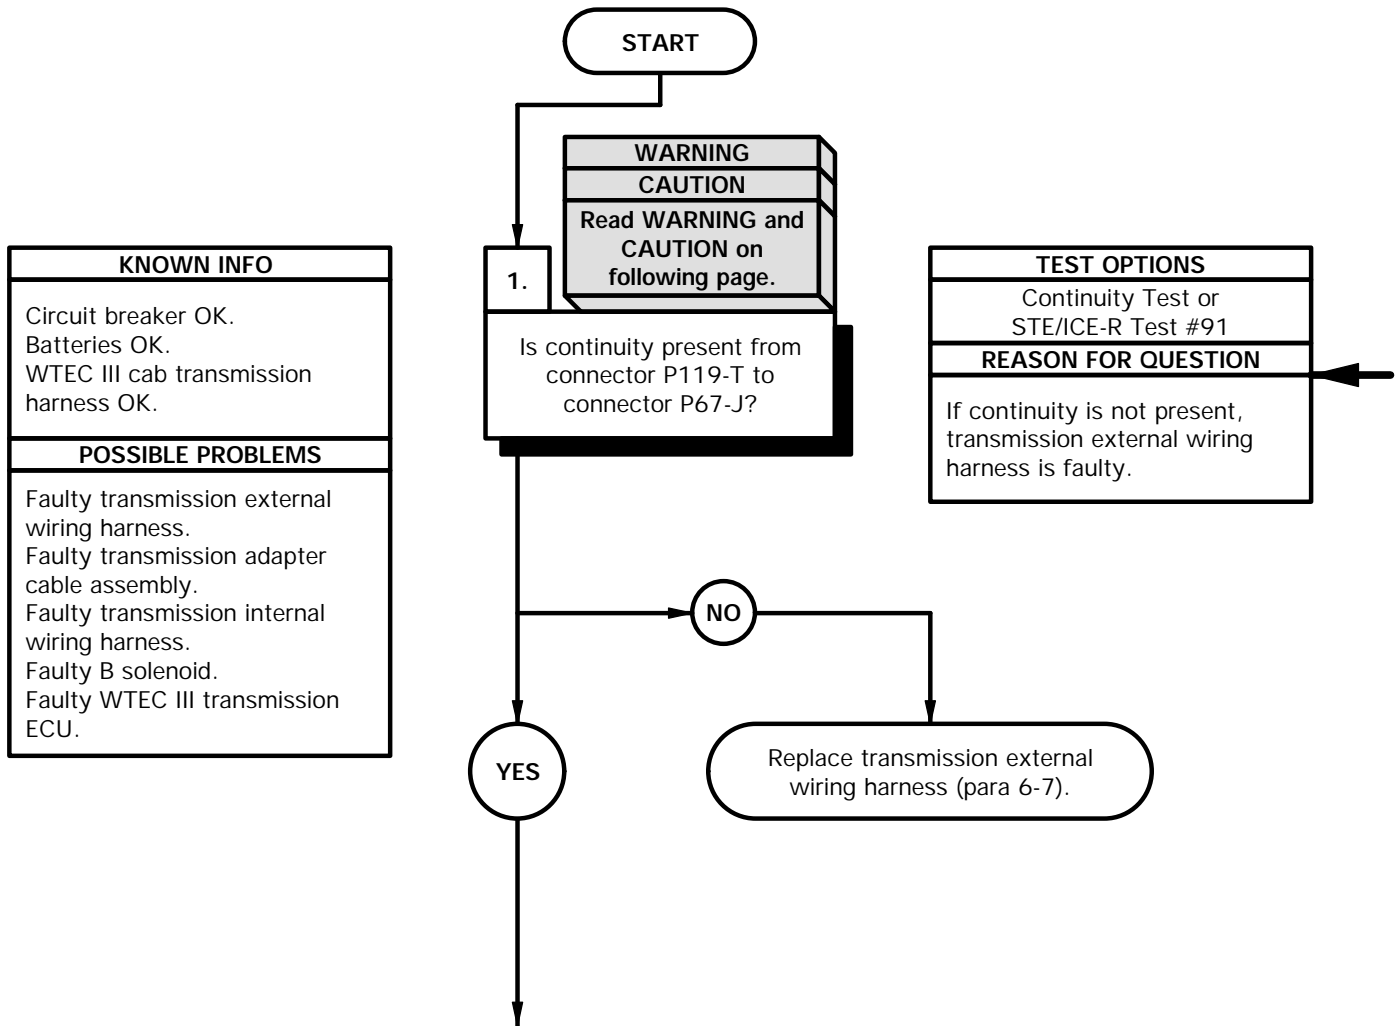 START
WARNING
CAUTION
Read WARNING and
CAUTION on
following page.
KNOWN INFO
Circuit breaker OK.
Batteries OK.
WTEC III cab transmission
harness OK.
POSSIBLE PROBLEMS
Faulty transmission external
wiring harness.
Faulty transmission adapter
cable assembly.
Faulty transmission internal
wiring harness.
Faulty B solenoid.
Faulty WTEC III transmission
ECU.
1.
Is continuity present from
connector P119-T to
connector P67-J?
TEST OPTIONS
Continuity Test or
STE/ICE-R Test #91
REASON FOR QUESTION
If continuity is not present,
transmission external wiring
harness is faulty.
NO
YES
Replace transmission external
wiring harness (para 6-7).